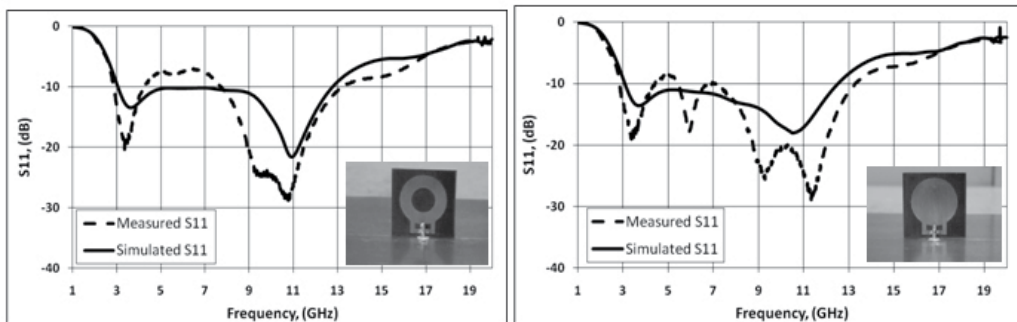 0
-10
-20
-30
-40
S11, (dB)
Measured S11
Simulated S11
1 3 5 7 9 11 13 15 17 19
Frequency, (GHz)
0
-10
-20
-30
-40
S11, (dB)
Measured S11
Simulated S11
1 3 5 7 9 11 13 15 17 19
Frequency, (GHz)